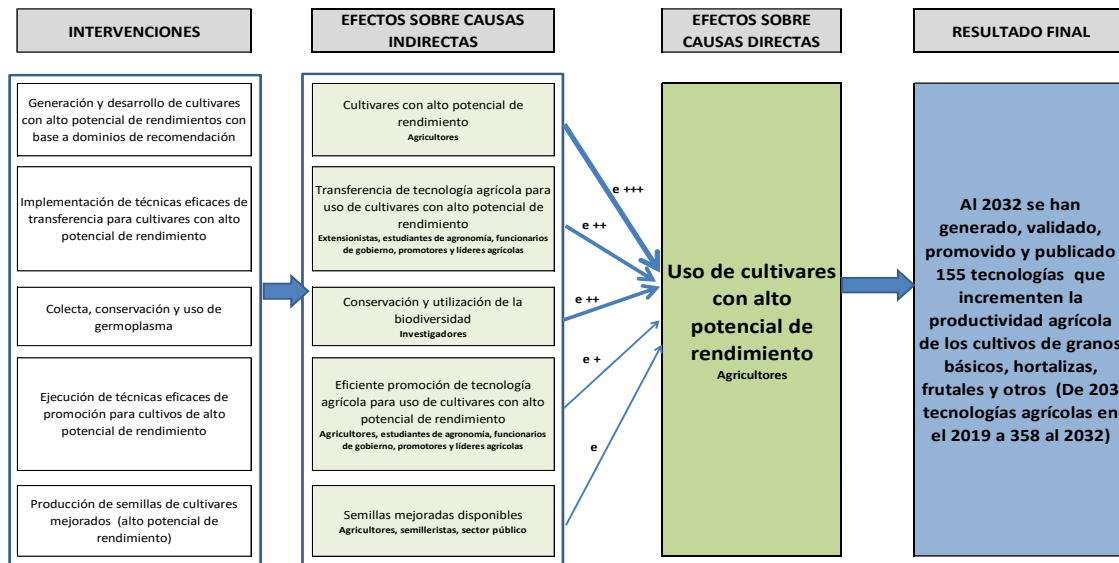 INTERVENCIONES
EFECTOS SOBRE CAUSAS
INDIRECTAS
EFECTOS SOBRE
CAUSAS DIRECTAS
RESULTADO FINAL
Generación y desarrollo de cultivares
con alto potencial de rendimientos con
base a dominios de recomendación
Implementación de técnicas eficaces de
transferencia para cultivares con alto
potencial de rendimiento
Colecta, conservación y uso de
germoplasma
Ejecución de técnicas eficaces de
promoción para cultivos de alto
potencial de rendimiento
Producción de semillas de cultivares
mejorados (alto potencial de
rendimiento)
Cultivares con alto potencial de
rendimiento
Agricultores
Transferencia de tecnología agrícola para
uso de cultivares con alto potencial de
rendimiento
Extensionistas, estudiantes de agronomía, funcionarios
de gobierno, promotores y líderes agrícolas
Conservación y utilización de la
biodiversidad
Investigadores
Eficiente promoción de tecnología
agrícola para uso de cultivares con alto
potencial de rendimiento
Agricultores, estudiantes de agronomía, funcionarios
de gobierno, promotores y líderes agrícolas
Semillas mejoradas disponibles
Agricultores, semilleristas, sector público
e +++
e ++
e ++
e +
e
Uso de cultivares
con alto
potencial de
rendimiento
Agricultores
Al 2032 se han
generado, validado,
promovido y publicado
155 tecnologías que
incrementen la
productividad agrícola
de los cultivos de granos
básicos, hortalizas,
frutales y otros (De 203
tecnologías agrícolas en
el 2019 a 358 al 2032)